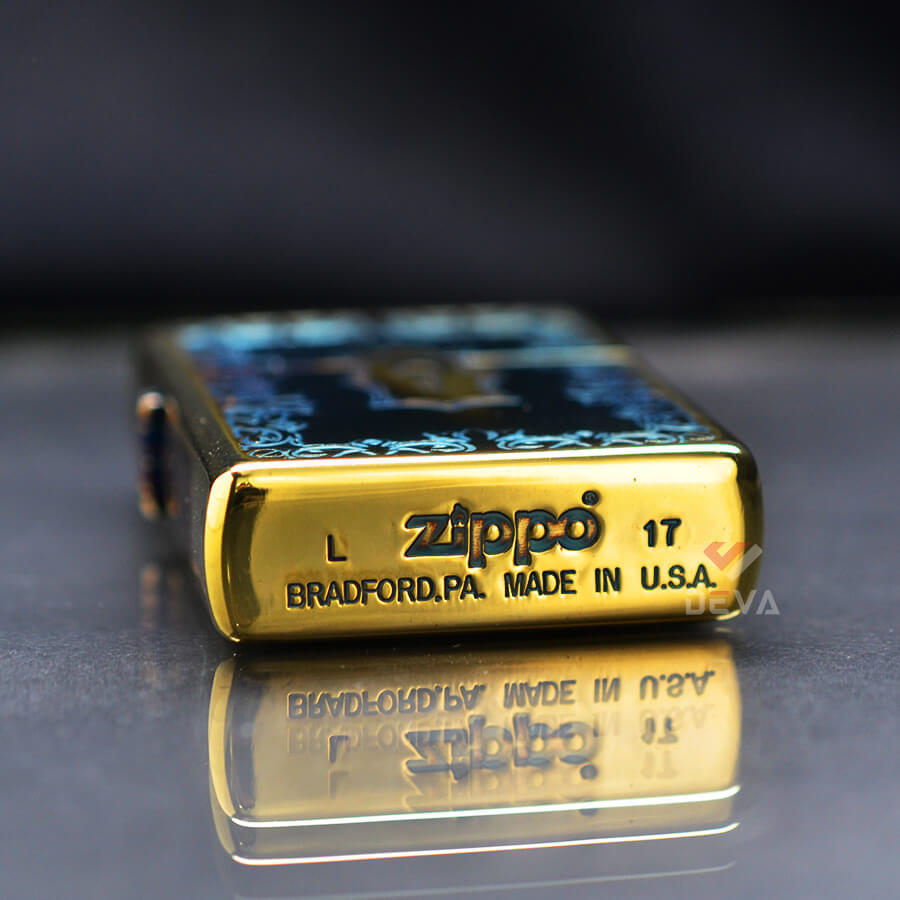 L zippo® 17
BRADFORD,PA. MADE IN U.S.A.
DEVA